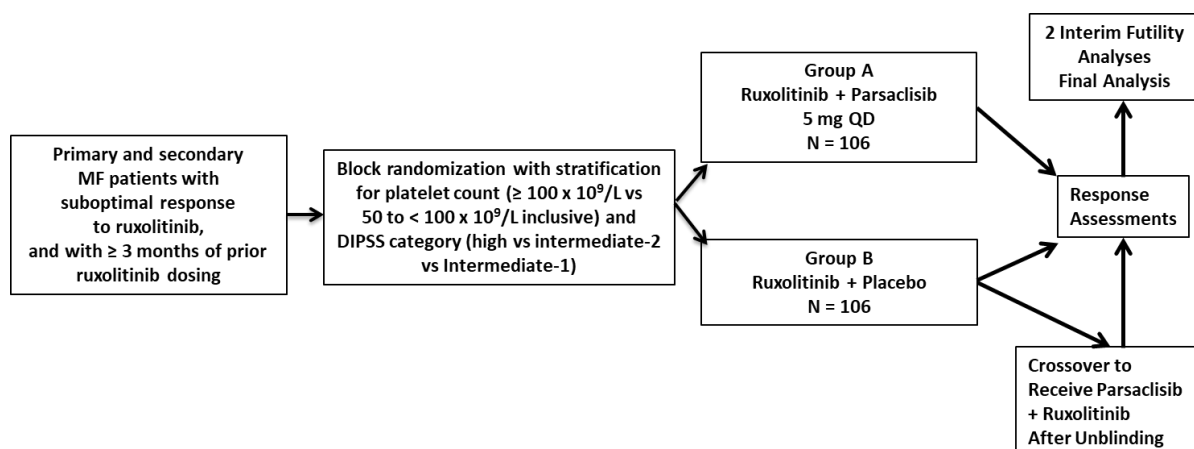 Primary and secondary
MF patients with
suboptimal response
to ruxolitinib,
and with ≥ 3 months of prior
ruxolitinib dosing
Block randomization with stratification
for platelet count (≥ 100 x 10⁹/L vs
50 to < 100 x 10⁹/L inclusive) and
DIPSS category (high vs intermediate-2
vs Intermediate-1)
Group A
Ruxolitinib + Parsaclisib
5 mg QD
N = 106
Group B
Ruxolitinib + Placebo
N = 106
2 Interim Futility
Analyses
Final Analysis
Response
Assessments
Crossover to
Receive Parsaclisib
+ Ruxolitinib
After Unblinding